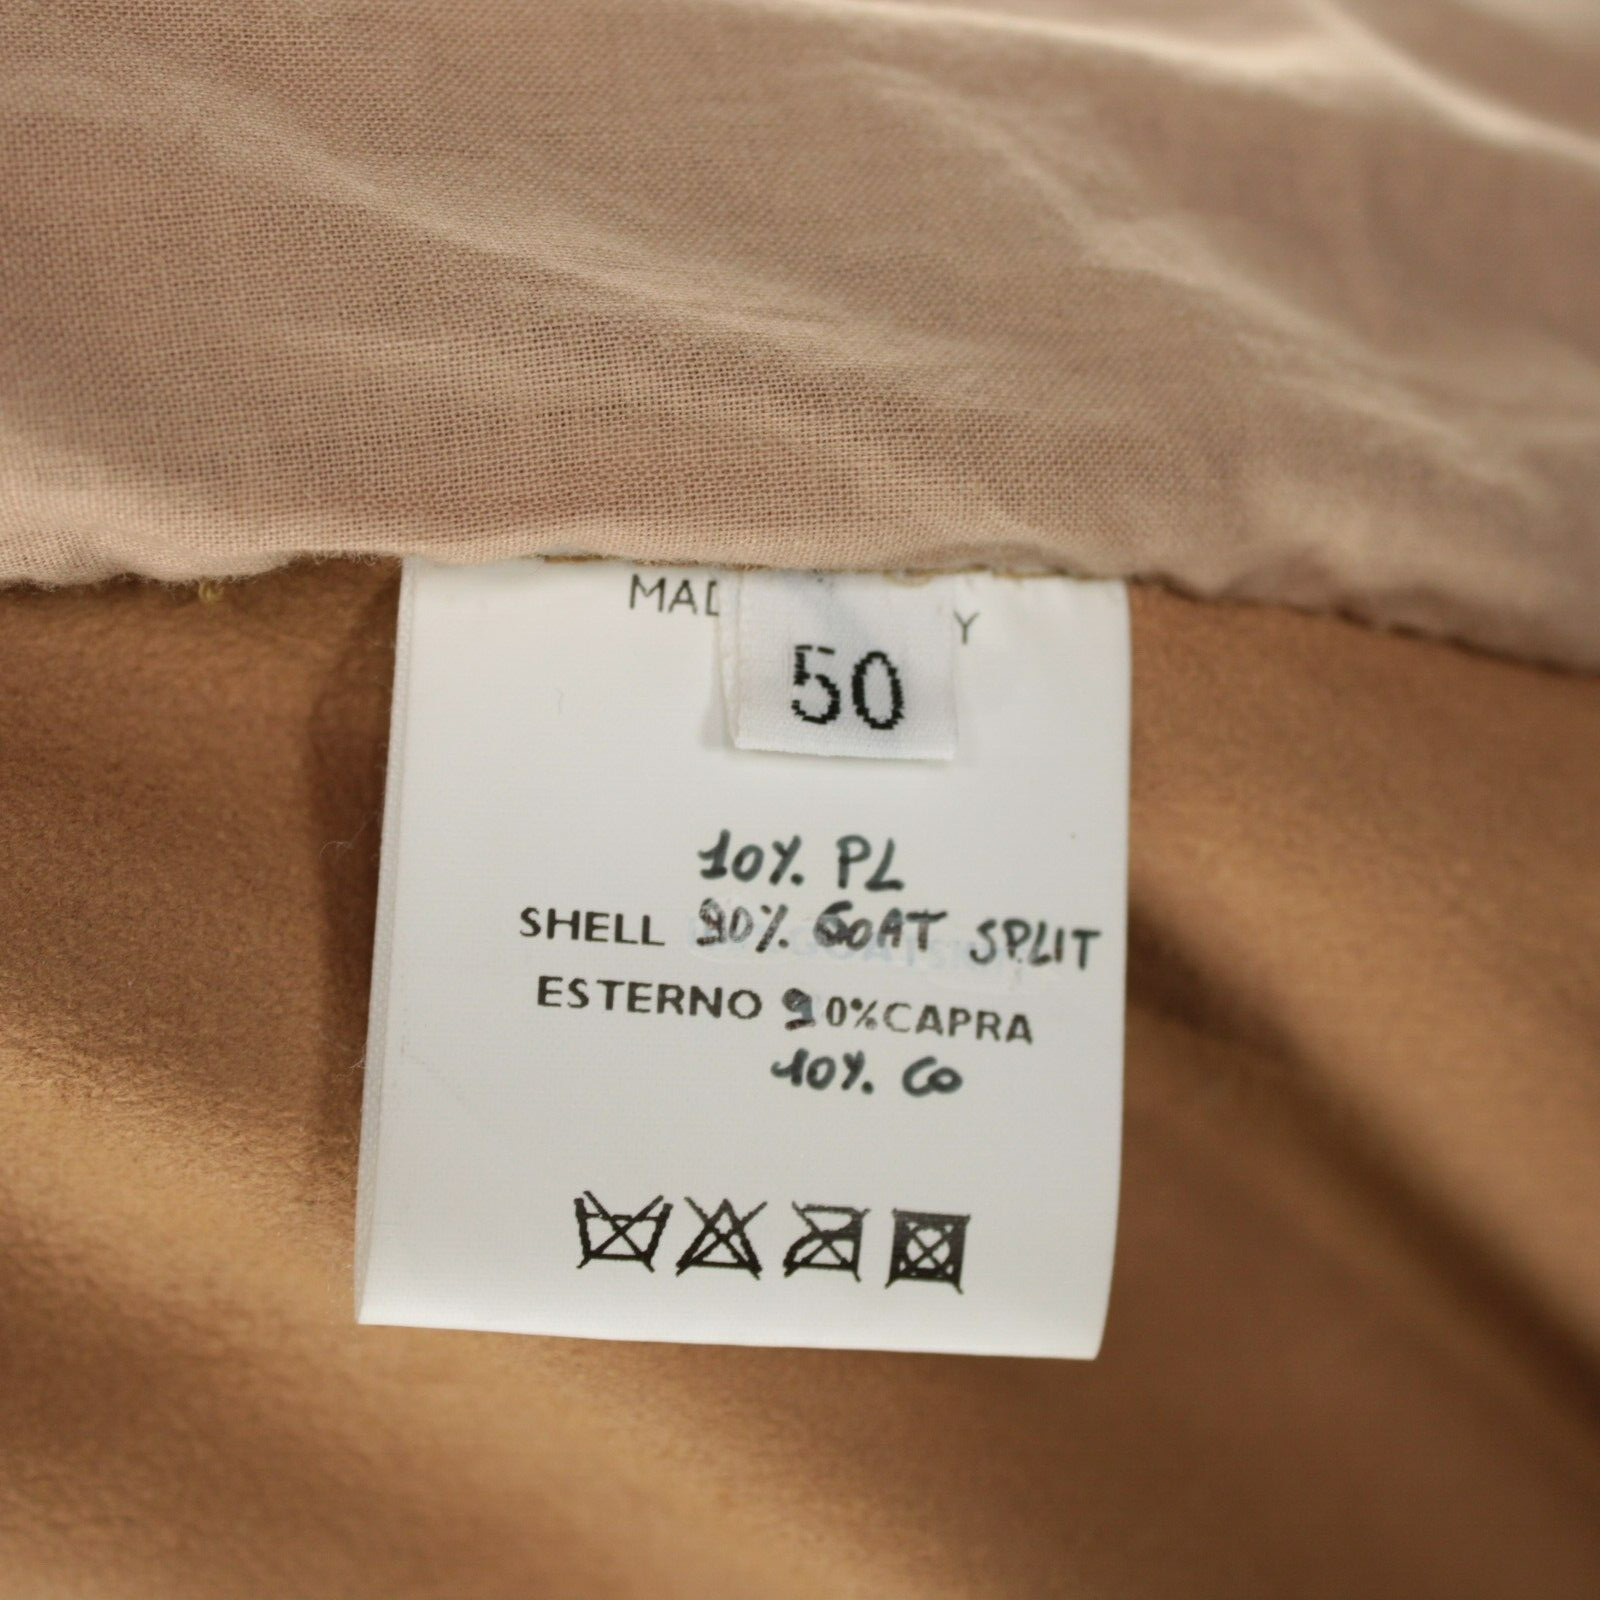 MAD
Y
50
10% PL
SHELL 90% GOAT SPLIT
ESTERNO 90%CAPRA
10% CO